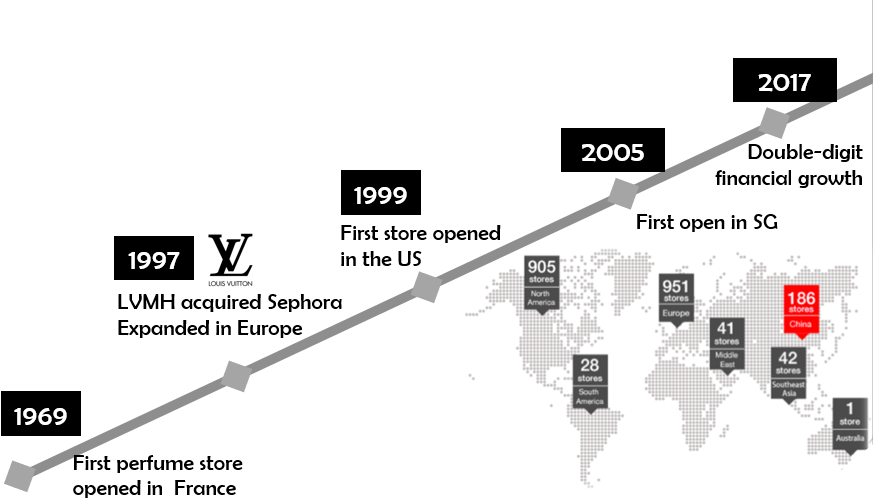 2017
Double-digit
financial growth
2005
First open in SG
1999
First store opened
in the US
1997
LV
LOUIS VUITTON
LVMH acquired Sephora
Expanded in Europe
1969
First perfume store
opened in France
905
stores
North
America
951
stores
Europe
186
stores
China
41
stores
Middle
East
42
stores
Southeast
Asia
28
stores
South
America
1
store
Australia